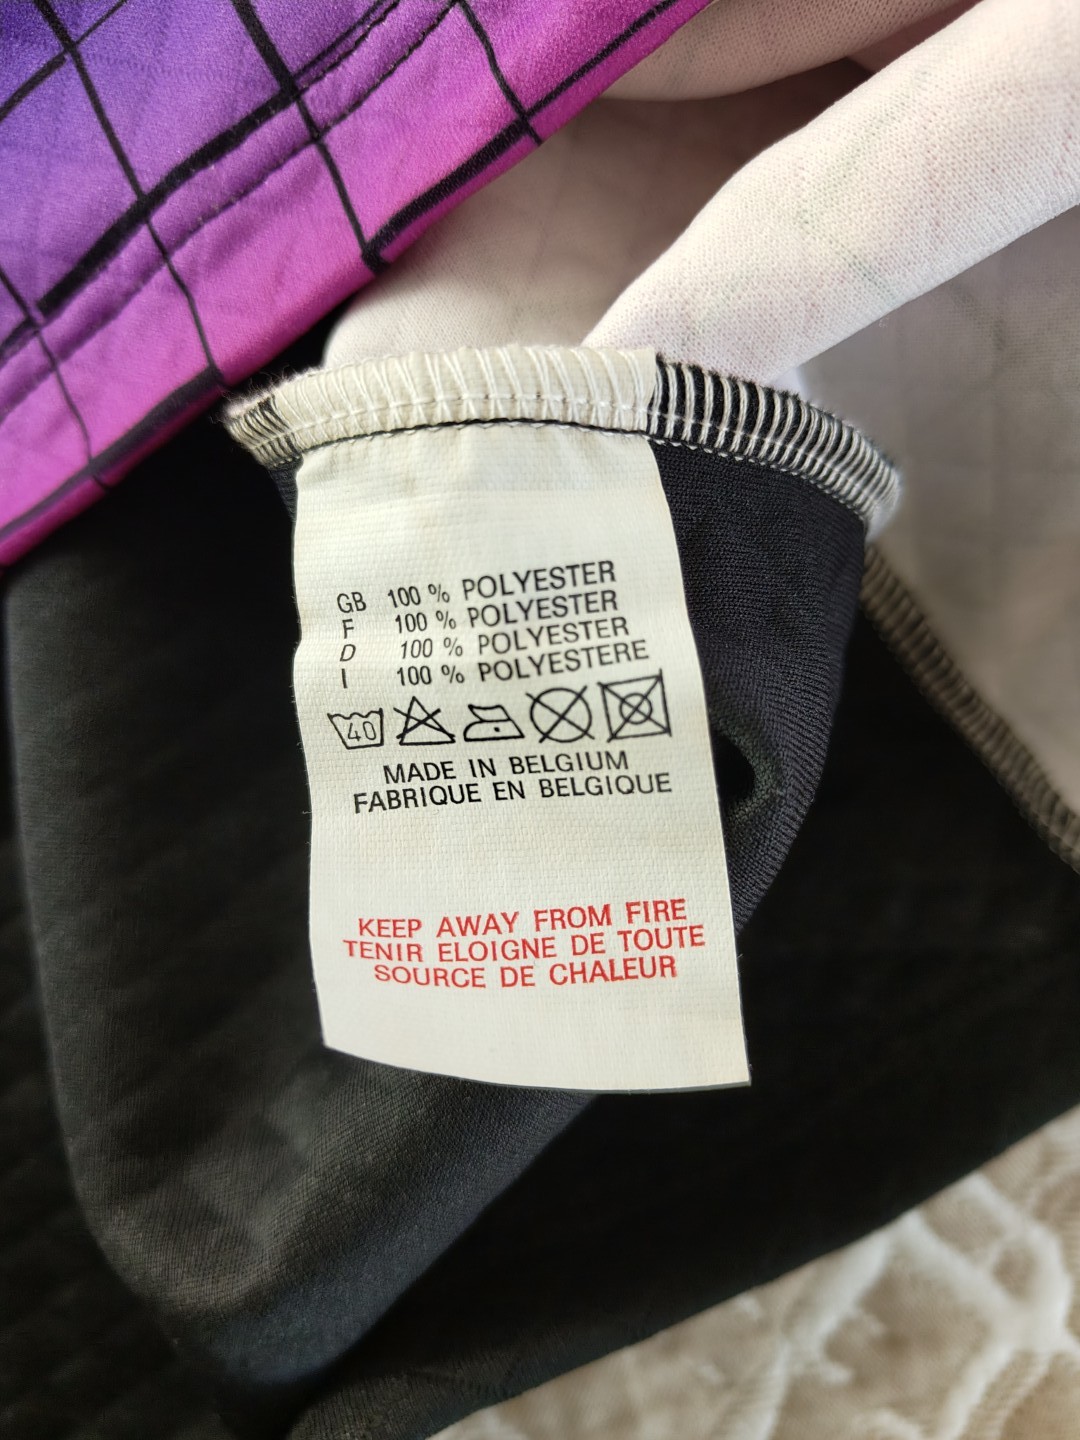 GB 100 % POLYESTER
F 100 % POLYESTER
D 100 % POLYESTER
I 100 % POLYESTERE
40
MADE IN BELGIUM
FABRIQUE EN BELGIQUE
KEEP AWAY FROM FIRE
TENIR ELOIGNE DE TOUTE
SOURCE DE CHALEUR